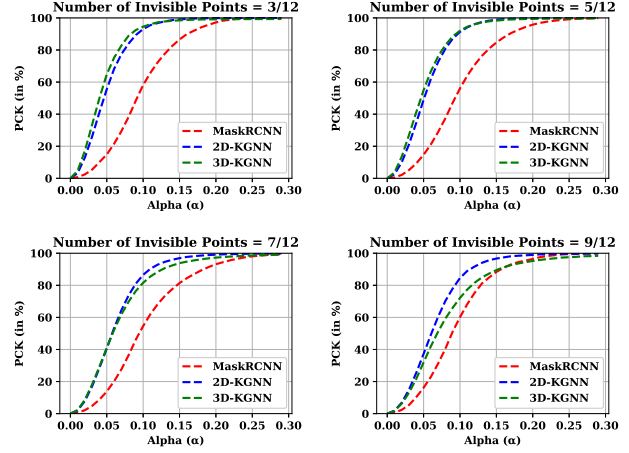 Number of Invisible Points = 3/12
100
80
60
40
20
0
PCK (in %)
MaskRCNN
2D-KGNN
3D-KGNN
0.00 0.05 0.10 0.15 0.20 0.25 0.30
Alpha (α)
Number of Invisible Points = 5/12
100
80
60
40
20
0
PCK (in %)
MaskRCNN
2D-KGNN
3D-KGNN
0.00 0.05 0.10 0.15 0.20 0.25 0.30
Alpha (α)
Number of Invisible Points = 7/12
100
80
60
40
20
0
PCK (in %)
MaskRCNN
2D-KGNN
3D-KGNN
0.00 0.05 0.10 0.15 0.20 0.25 0.30
Alpha (α)
Number of Invisible Points = 9/12
100
80
60
40
20
0
PCK (in %)
MaskRCNN
2D-KGNN
3D-KGNN
0.00 0.05 0.10 0.15 0.20 0.25 0.30
Alpha (α)